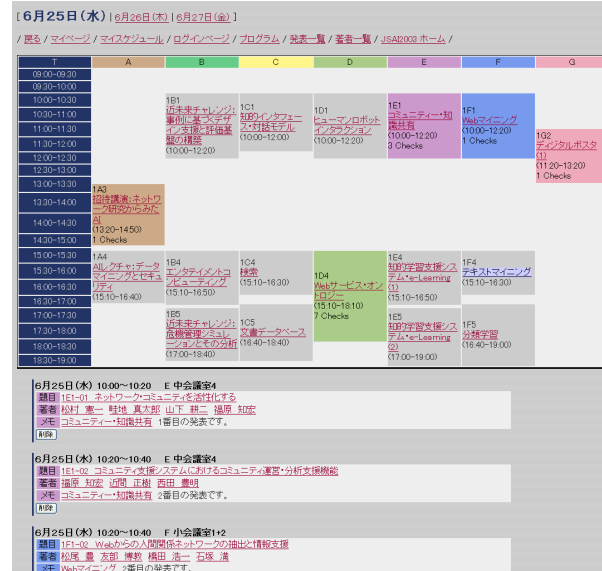 [ 6月25日(水) | 6月26日(木) | 6月27日(金) ]
/ 戻る / マイページ / マイスケジュール / ログインページ / プログラム / 発表一覧 / 著者一覧 / JSAI2003 ホーム /
T A B C D E F G
09:00-09:30
09:30-10:00
10:00-10:30
10:30-11:00
11:00-11:30
11:30-12:00
12:00-12:30
12:30-13:00
13:00-13:30
13:30-14:00
14:00-14:30
14:30-15:00
15:00-15:30
15:30-16:00
16:00-16:30
16:30-17:00
17:00-17:30
17:30-18:00
18:00-18:30
18:30-19:00
1A3
招待講演:ネットワ
ーク研究からみた
AI
(13:20-14:50)
1 Checks
1A4
AIレクチャ:データ
マイニングとセキュ
リティ
(15:10-16:40)
1B1
近未来チャレンジ:
事例に基づくデザ
イン支援と評価基
盤の構築
(10:00-12:20)
1B4
エンタテイメントコ
ンピューティング
(15:10-16:50)
1B5
近未来チャレンジ:
危機管理シミュレ
ーションとその分析
(17:00-18:40)
1C1
知的インタフェー
ス・対話モデル
(10:00-12:00)
1C4
検索
(15:10-16:30)
1C5
文書データベース
(16:40-18:40)
1D1
ヒューマンロボット
インタラクション
(10:00-12:00)
1D4
Webサービス・オン
トロジー
(15:10-18:10)
7 Checks
1E1
コミュニティー・知
識共有
(10:00-12:20)
3 Checks
1E4
知的学習支援シス
テム・e-Learning
(1)
(15:10-16:50)
1E5
知的学習支援シス
テム・e-Learning
(2)
(17:00-19:00)
1F1
Webマイニング
(10:00-12:20)
1 Checks
1F4
テキストマイニング
(15:10-16:30)
1F5
分類学習
(16:40-19:00)
1G2
ディジタルポスタ
(1)
(11:20-13:20)
1 Checks
6月25日(水) 10:00~10:20 E 中会議室4
題目 1E1-01 ネットワーク・コミュニティを活性化する
著者 松村 憲一 畦地 真太郎 山下 耕二 福原 知宏
メモ コミュニティー・知識共有 1番目の発表です。
削除
6月25日(水) 10:20~10:40 E 中会議室4
題目 1E1-02 コミュニティ支援システムにおけるコミュニティ運営・分析支援機能
著者 福原 知宏 近間 正樹 西田 豊明
メモ コミュニティー・知識共有 2番目の発表です。
削除
6月25日(水) 10:20~10:40 F 小会議室1+2
題目 1F1-02 Webからの人間関係ネットワークの抽出と情報支援
著者 松尾 豊 友部 博教 橋田 浩一 石塚 満
メモ Webマイニング 2番目の発表です。